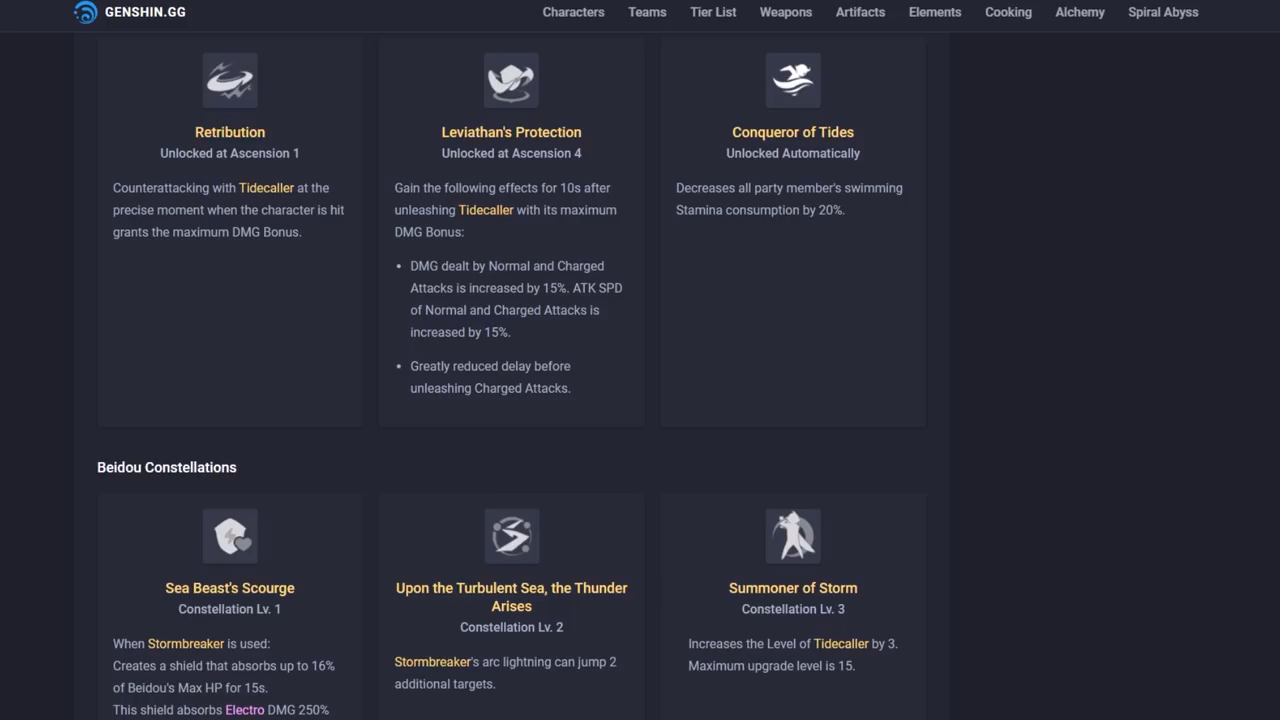 GENSHIN.GG
Characters Teams Tier List Weapons Artifacts Elements Cooking Alchemy Spiral Abyss
Retribution
Unlocked at Ascension 1
Counterattacking with Tidecaller at the
precise moment when the character is hit
grants the maximum DMG Bonus.
Leviathan's Protection
Unlocked at Ascension 4
Gain the following effects for 10s after
unleashing Tidecaller with its maximum
DMG Bonus:
• DMG dealt by Normal and Charged
Attacks is increased by 15%. ATK SPD
of Normal and Charged Attacks is
increased by 15%.
• Greatly reduced delay before
unleashing Charged Attacks.
Conqueror of Tides
Unlocked Automatically
Decreases all party member's swimming
Stamina consumption by 20%.
Beidou Constellations
Sea Beast's Scourge
Constellation Lv. 1
When Stormbreaker is used:
Creates a shield that absorbs up to 16%
of Beidou's Max HP for 15s.
This shield absorbs Electro DMG 250%
Upon the Turbulent Sea, the Thunder
Arises
Constellation Lv. 2
Stormbreaker's arc lightning can jump 2
additional targets.
Summoner of Storm
Constellation Lv. 3
Increases the Level of Tidecaller by 3.
Maximum upgrade level is 15.